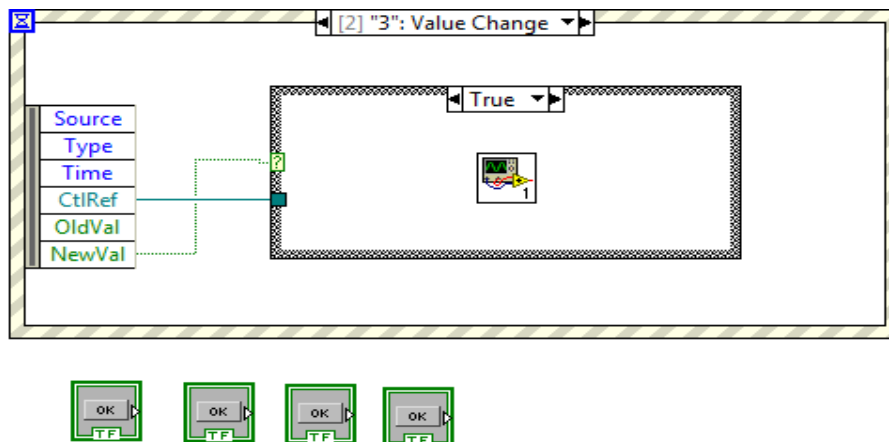 [2] "3": Value Change
True
Source
Type
Time
CtlRef
OldVal
NewVal
?
1
OK OK OK OK
TF TF TF TF